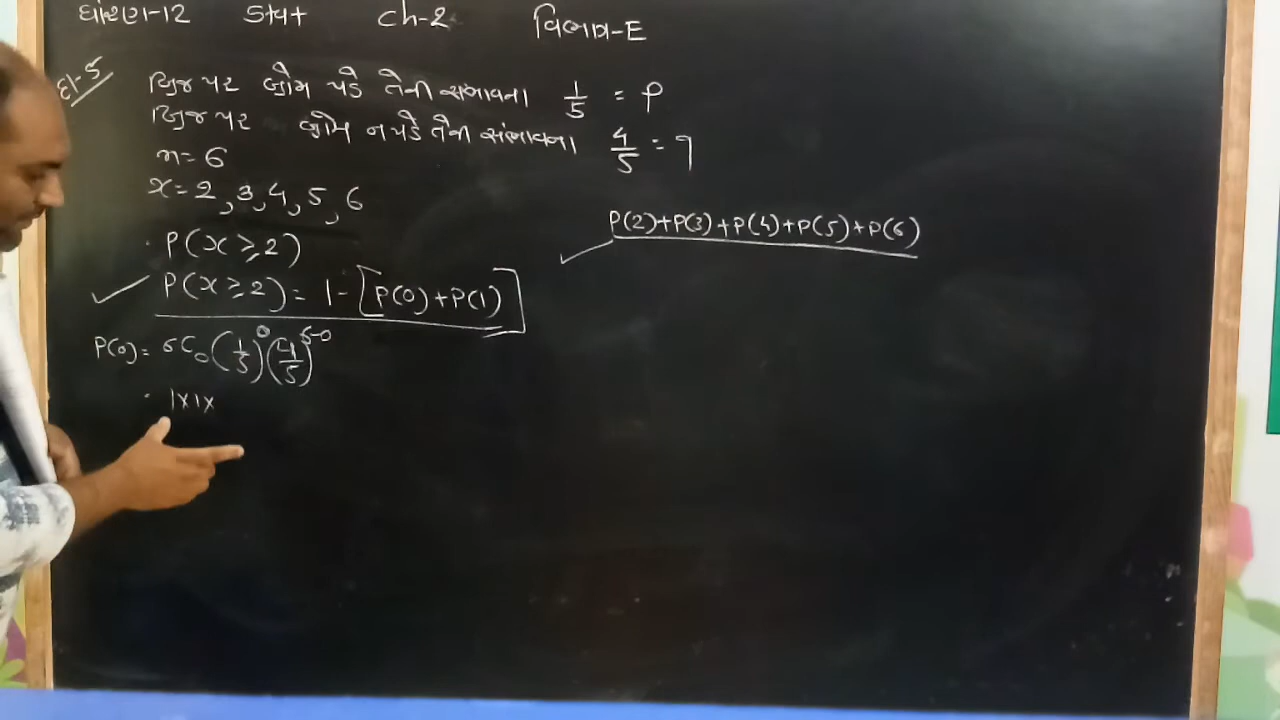 ધોરણ-12 Stat Ch-2 વિભાગ-E
દા-5 બ્રિજ પર જામ પડે તેની સંભાવના 1/5 = P
બ્રિજ પર જામ ન પડે તેની સંભાવના 4/5 = q
n=6
x=2,3,4,5,6
P(2)+P(3)+P(4)+P(5)+P(6)
P(x≥2)
P(x≥2)= 1-[P(0)+P(1)]
P(0)= 6C₀(1/5)⁰(4/5)⁶⁻⁰
= 1×1×